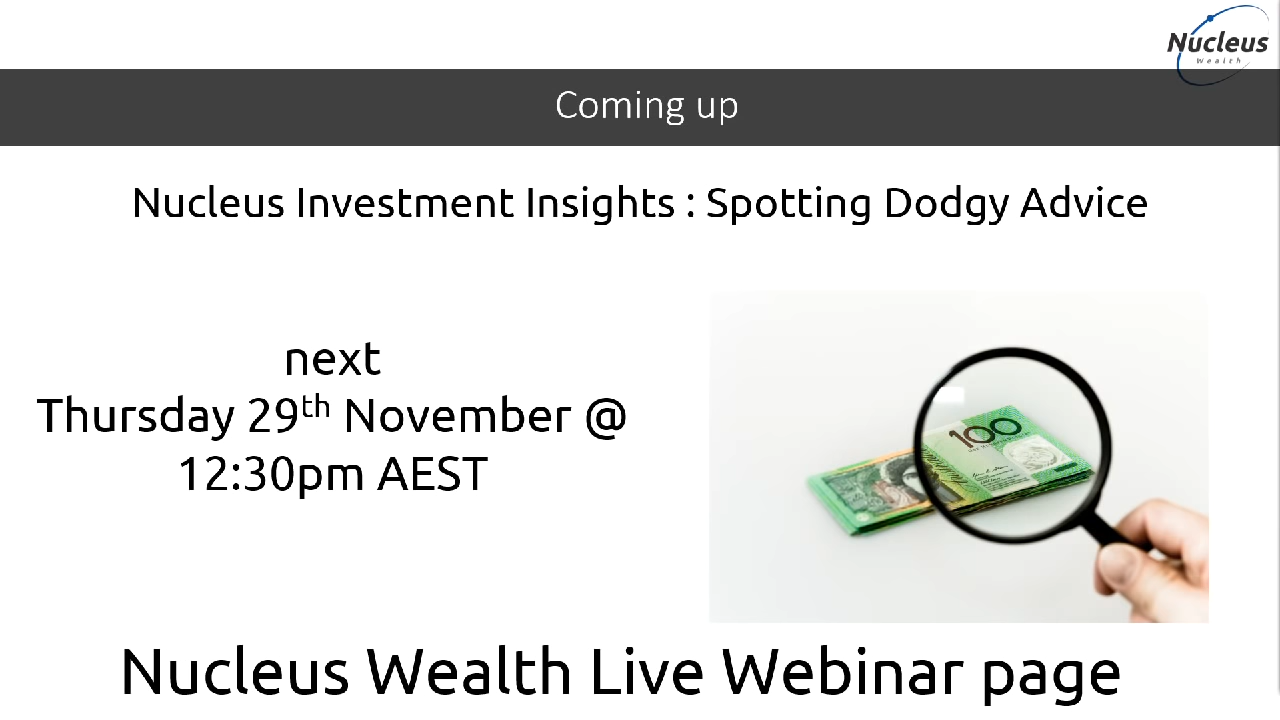 Nucleus
Wealth
Coming up
Nucleus Investment Insights : Spotting Dodgy Advice
next
Thursday 29th November @
12:30pm AEST
100
Nucleus Wealth Live Webinar page